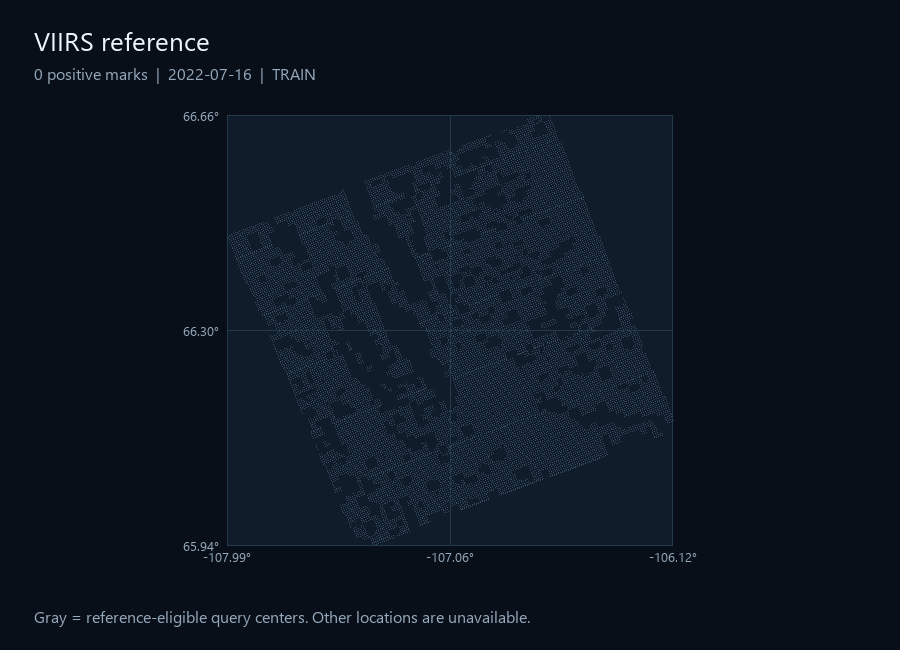 VIIRS reference
0 positive marks | 2022-07-16 | TRAIN
66.66°
66.30°
65.94°
-107.99°
-107.06°
-106.12°
Gray = reference-eligible query centers. Other locations are unavailable.